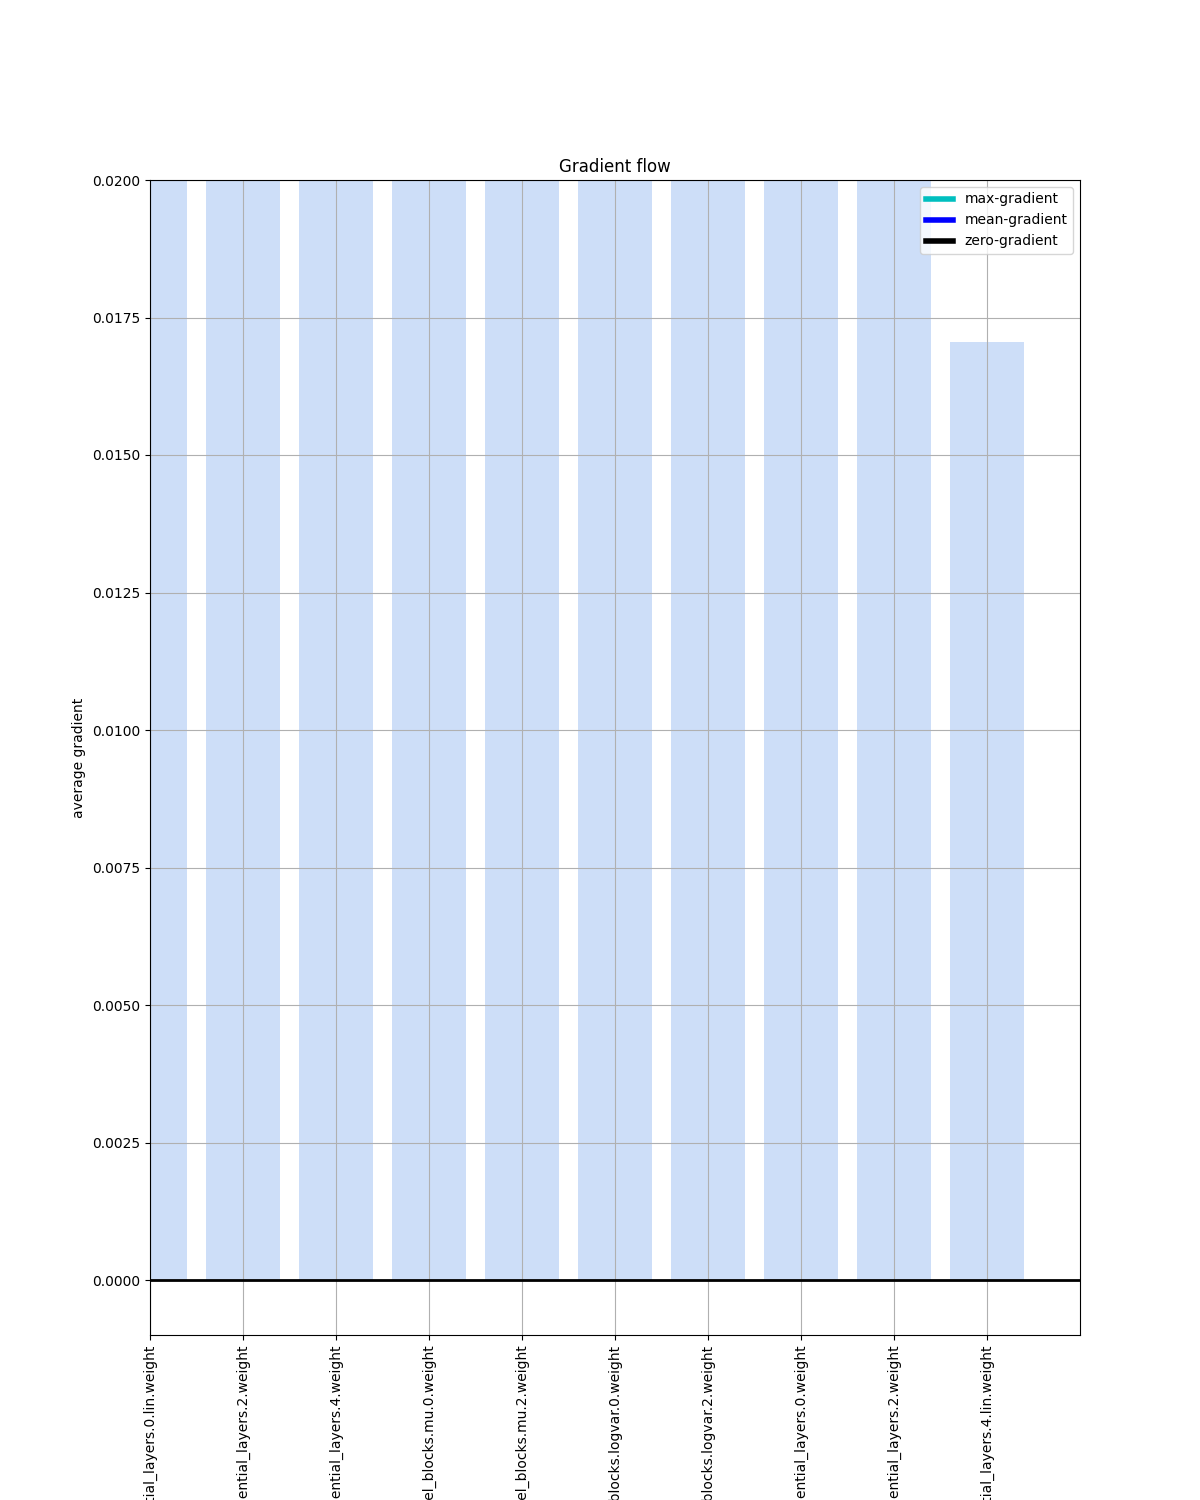 Gradient flow
max-gradient
mean-gradient
zero-gradient
0.0200
0.0175
0.0150
0.0125
0.0100
0.0075
0.0050
0.0025
0.0000
average gradient
tial_layers.0.lin.weight
ential_layers.2.weight
ential_layers.4.weight
el_blocks.mu.0.weight
el_blocks.mu.2.weight
blocks.logvar.0.weight
blocks.logvar.2.weight
ential_layers.0.weight
ential_layers.2.weight
tial_layers.4.lin.weight